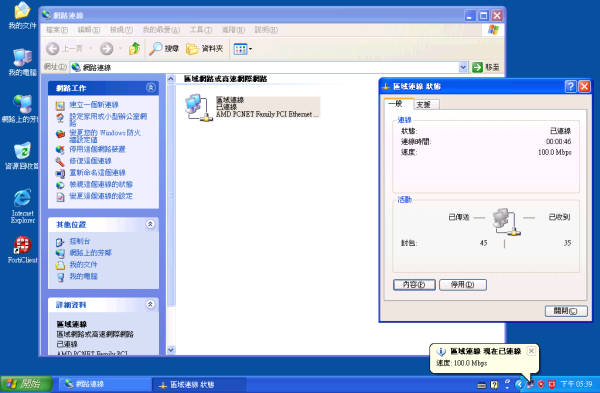 我的文件
我的電腦
網路上的芳
資源回收筒
Internet
Explorer
FortiClient
網路連線
檔案(F) 編輯(E) 檢視(V) 我的最愛(A) 工具(T) 進階(N) 說明(H)
上一頁 搜尋 資料夾
網址(D) 網路連線 移至
網路工作
建立一個新連線
設定家用或小型辦公室網
路
變更您的 Windows 防火
牆設定值
停用這個網路裝置
修復這個連線
重新命名這個連線
檢視這個連線的狀態
變更這個連線的設定
其他位置
控制台
網路上的芳鄰
我的文件
我的電腦
詳細資料
區域連線
區域網路或高速網際網路
已連線
AMD PCNET Family PCI
區域網路或高速網際網路
區域連線
已連線
AMD PCNET Family PCI Ethernet ...
區域連線 狀態
一般 支援
連線
狀態: 已連線
連線時間: 00:00:46
速度: 100.0 Mbps
活動
已傳送 已收到
封包: 45 35
內容(P) 停用(D)
關閉(C)
區域連線 現在已連線
速度: 100.0 Mbps
開始 網路連線 區域連線 狀態 下午 05:39